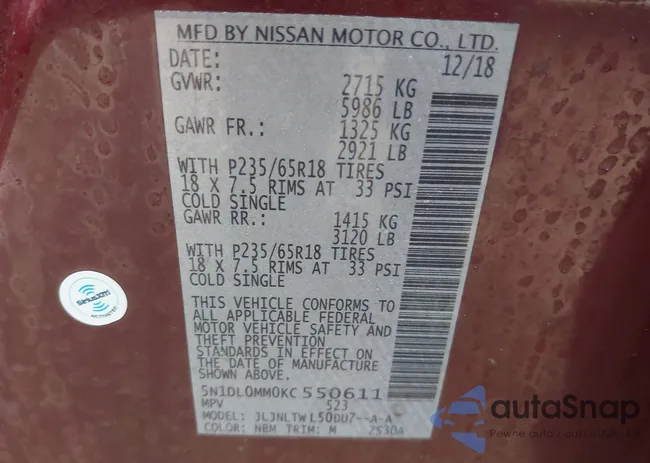 MFD BY NISSAN MOTOR CO., LTD.
DATE: 12/18
GVWR: 2715 KG
5986 LB
GAWR FR.: 1325 KG
2921 LB
WITH P235/65R18 TIRES
18 X 7.5 RIMS AT 33 PSI
COLD SINGLE
GAWR RR.: 1415 KG
3120 LB
WITH P235/65R18 TIRES
18 X 7.5 RIMS AT 33 PSI
COLD SINGLE
THIS VEHICLE CONFORMS TO
ALL APPLICABLE FEDERAL
MOTOR VEHICLE SAFETY AND
THEFT PREVENTION
STANDARDS IN EFFECT ON
THE DATE OF MANUFACTURE
SHOWN ABOVE.
5N1DL0MM0KC550611
MPV 523
MODEL: JLJNLTWL50UU7--A-A
COLOR: NBM TRIM: M 2530A
SiriusXM
ACTIVATED
autoSnap